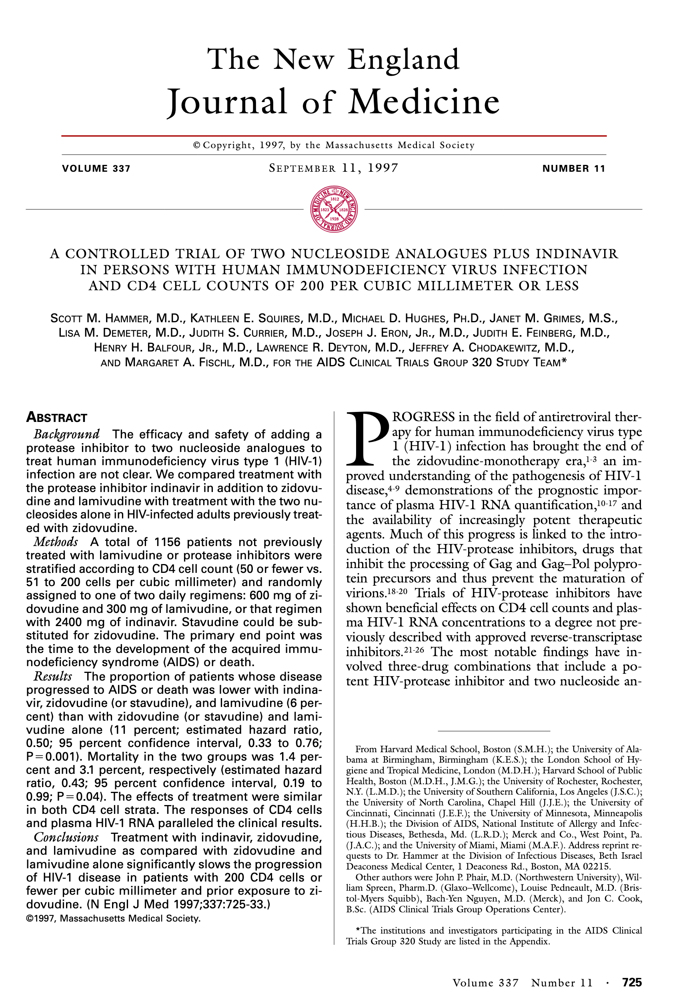 The New England
Journal of Medicine
© Copyright, 1997, by the Massachusetts Medical Society
VOLUME 337 SEPTEMBER 11, 1997 NUMBER 11
NEW ENGLAND JOURNAL OF MEDICINE
1812
1823 1828
1928
A CONTROLLED TRIAL OF TWO NUCLEOSIDE ANALOGUES PLUS INDINAVIR
IN PERSONS WITH HUMAN IMMUNODEFICIENCY VIRUS INFECTION
AND CD4 CELL COUNTS OF 200 PER CUBIC MILLIMETER OR LESS
SCOTT M. HAMMER, M.D., KATHLEEN E. SQUIRES, M.D., MICHAEL D. HUGHES, PH.D., JANET M. GRIMES, M.S.,
LISA M. DEMETER, M.D., JUDITH S. CURRIER, M.D., JOSEPH J. ERON, JR., M.D., JUDITH E. FEINBERG, M.D.,
HENRY H. BALFOUR, JR., M.D., LAWRENCE R. DEYTON, M.D., JEFFREY A. CHODAKEWITZ, M.D.,
AND MARGARET A. FISCHL, M.D., FOR THE AIDS CLINICAL TRIALS GROUP 320 STUDY TEAM*
ABSTRACT
Background The efficacy and safety of adding a
protease inhibitor to two nucleoside analogues to
treat human immunodeficiency virus type 1 (HIV-1)
infection are not clear. We compared treatment with
the protease inhibitor indinavir in addition to zidovu-
dine and lamivudine with treatment with the two nu-
cleosides alone in HIV-infected adults previously treat-
ed with zidovudine.
Methods A total of 1156 patients not previously
treated with lamivudine or protease inhibitors were
stratified according to CD4 cell count (50 or fewer vs.
51 to 200 cells per cubic millimeter) and randomly
assigned to one of two daily regimens: 600 mg of zi-
dovudine and 300 mg of lamivudine, or that regimen
with 2400 mg of indinavir. Stavudine could be sub-
stituted for zidovudine. The primary end point was
the time to the development of the acquired immu-
nodeficiency syndrome (AIDS) or death.
Results The proportion of patients whose disease
progressed to AIDS or death was lower with indina-
vir, zidovudine (or stavudine), and lamivudine (6 per-
cent) than with zidovudine (or stavudine) and lami-
vudine alone (11 percent; estimated hazard ratio,
0.50; 95 percent confidence interval, 0.33 to 0.76;
P=0.001). Mortality in the two groups was 1.4 per-
cent and 3.1 percent, respectively (estimated hazard
ratio, 0.43; 95 percent confidence interval, 0.19 to
0.99; P=0.04). The effects of treatment were similar
in both CD4 cell strata. The responses of CD4 cells
and plasma HIV-1 RNA paralleled the clinical results.
Conclusions Treatment with indinavir, zidovudine,
and lamivudine as compared with zidovudine and
lamivudine alone significantly slows the progression
of HIV-1 disease in patients with 200 CD4 cells or
fewer per cubic millimeter and prior exposure to zi-
dovudine. (N Engl J Med 1997;337:725-33.)
©1997, Massachusetts Medical Society.
PROGRESS in the field of antiretroviral ther-
apy for human immunodeficiency virus type
1 (HIV-1) infection has brought the end of
the zidovudine-monotherapy era,1-3 an im-
proved understanding of the pathogenesis of HIV-1
disease,4-9 demonstrations of the prognostic impor-
tance of plasma HIV-1 RNA quantification,10-17 and
the availability of increasingly potent therapeutic
agents. Much of this progress is linked to the intro-
duction of the HIV-protease inhibitors, drugs that
inhibit the processing of Gag and Gag–Pol polypro-
tein precursors and thus prevent the maturation of
virions.18-20 Trials of HIV-protease inhibitors have
shown beneficial effects on CD4 cell counts and plas-
ma HIV-1 RNA concentrations to a degree not pre-
viously described with approved reverse-transcriptase
inhibitors.21-26 The most notable findings have in-
volved three-drug combinations that include a po-
tent HIV-protease inhibitor and two nucleoside an-
From Harvard Medical School, Boston (S.M.H.); the University of Ala-
bama at Birmingham, Birmingham (K.E.S.); the London School of Hy-
giene and Tropical Medicine, London (M.D.H.); Harvard School of Public
Health, Boston (M.D.H., J.M.G.); the University of Rochester, Rochester,
N.Y. (L.M.D.); the University of Southern California, Los Angeles (J.S.C.);
the University of North Carolina, Chapel Hill (J.J.E.); the University of
Cincinnati, Cincinnati (J.E.F.); the University of Minnesota, Minneapolis
(H.H.B.); the Division of AIDS, National Institute of Allergy and Infec-
tious Diseases, Bethesda, Md. (L.R.D.); Merck and Co., West Point, Pa.
(J.A.C.); and the University of Miami, Miami (M.A.F.). Address reprint re-
quests to Dr. Hammer at the Division of Infectious Diseases, Beth Israel
Deaconess Medical Center, 1 Deaconess Rd., Boston, MA 02215.
Other authors were John P. Phair, M.D. (Northwestern University), Wil-
liam Spreen, Pharm.D. (Glaxo–Wellcome), Louise Pedneault, M.D. (Bris-
tol-Myers Squibb), Bach-Yen Nguyen, M.D. (Merck), and Jon C. Cook,
B.Sc. (AIDS Clinical Trials Group Operations Center).
*The institutions and investigators participating in the AIDS Clinical
Trials Group 320 Study are listed in the Appendix.
Volume 337 Number 11 · 725